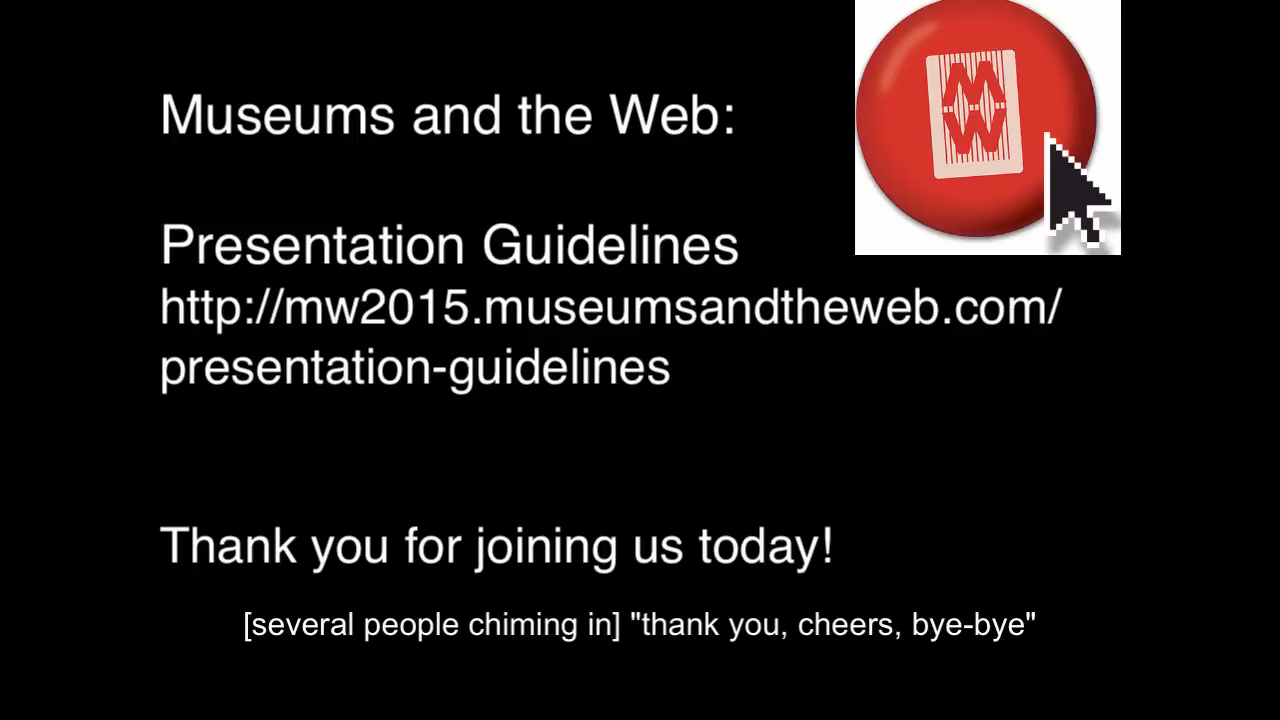 MW
Museums and the Web:
Presentation Guidelines
http://mw2015.museumsandtheweb.com/
presentation-guidelines
Thank you for joining us today!
[several people chiming in] "thank you, cheers, bye-bye"